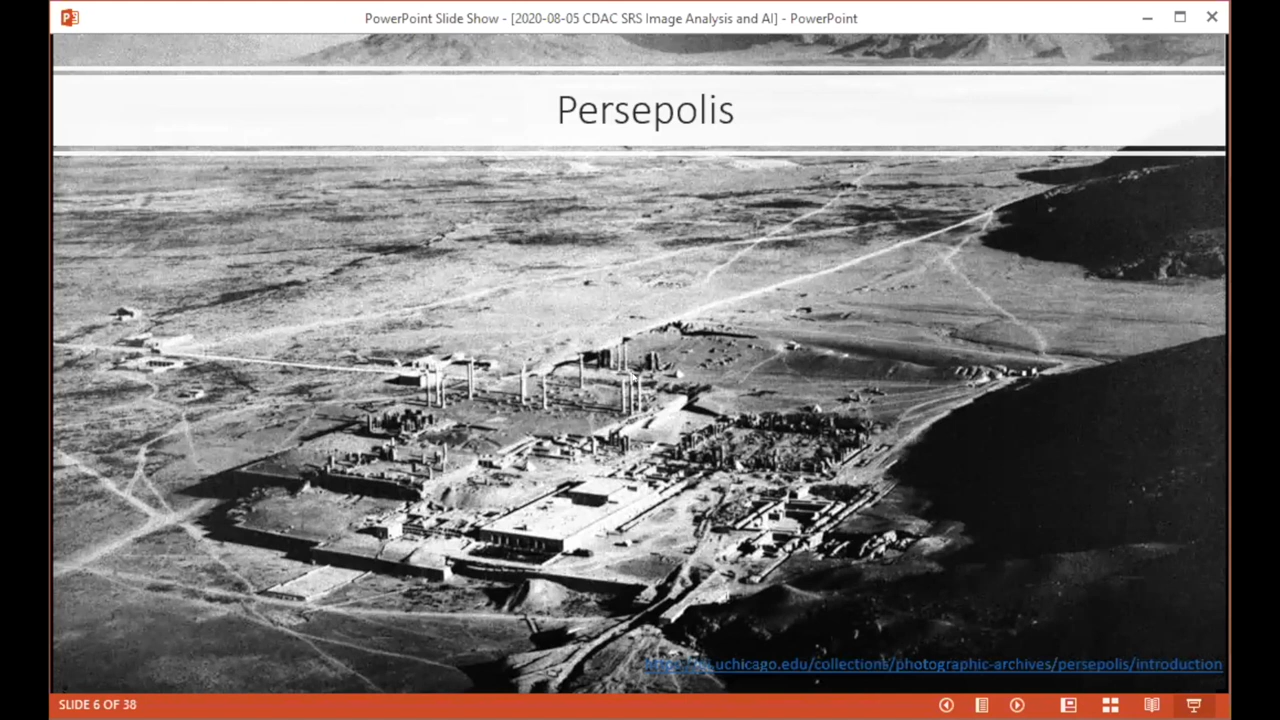 PowerPoint Slide Show - [2020-08-05 CDAC SRS Image Analysis and AI] - PowerPoint
Persepolis
.uchicago.edu/collections/photographic-archives/persepolis/introduction
SLIDE 6 OF 38